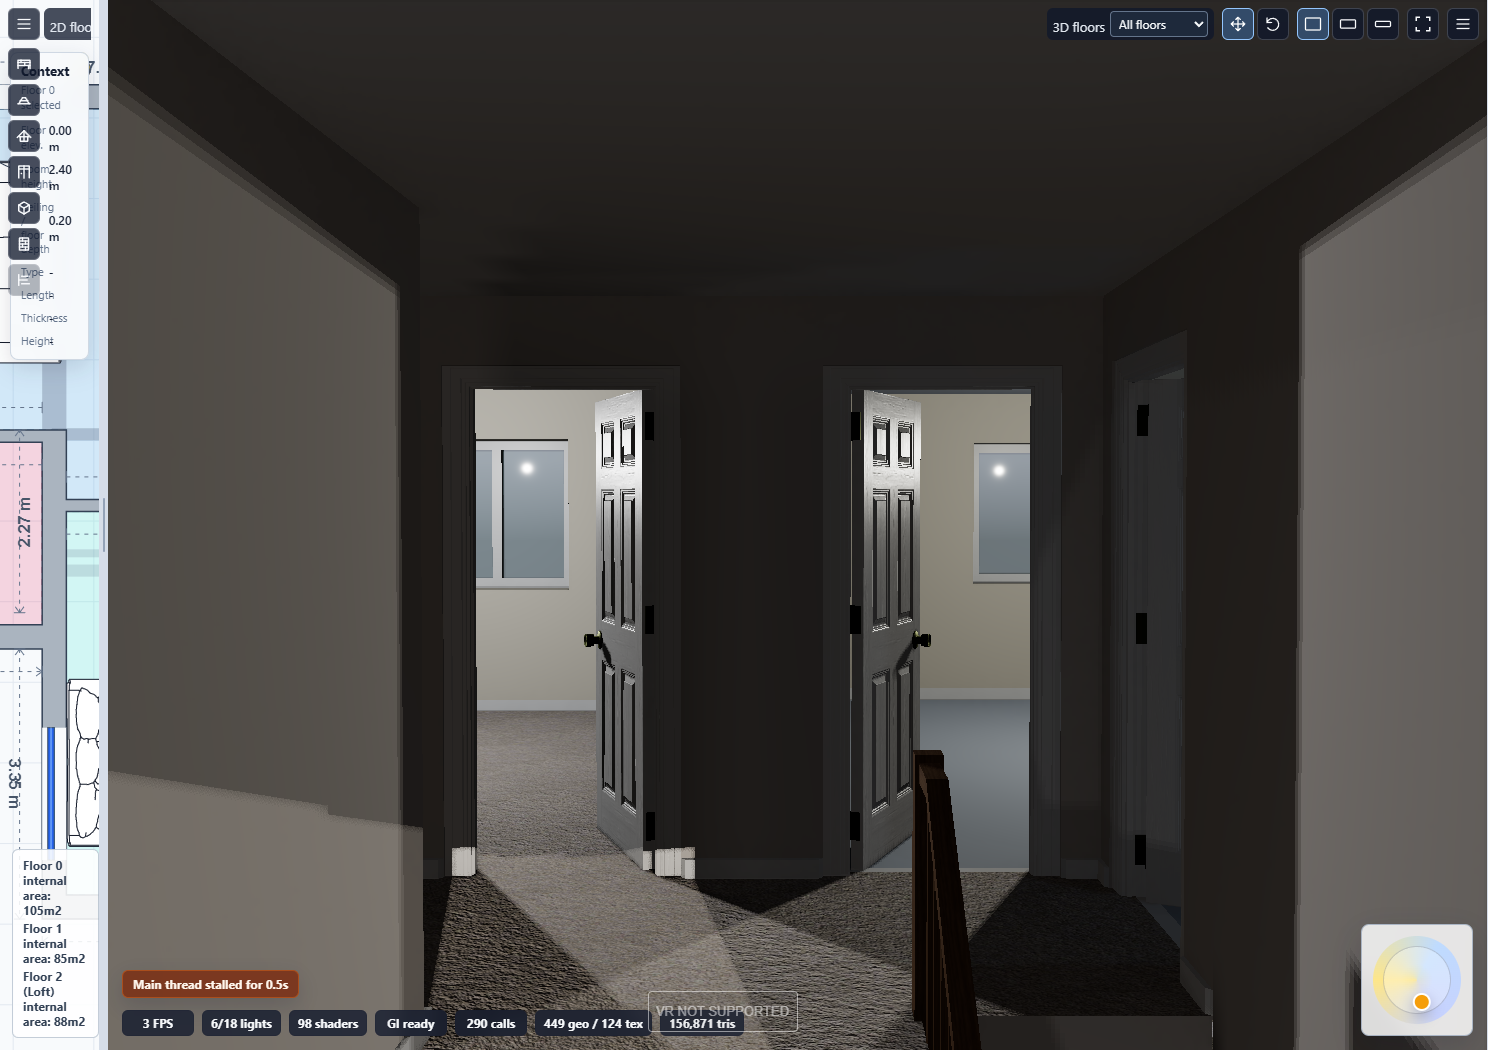 2D floo
3D floors
All floors
Context
7.
Floor 0
selected
0.00
m
2.40
height
m
0.20
m
Type -
Length -
Thickness -
Height -
2.27 m
3.35 m
Floor 0
internal
area:
105m2
Floor 1
internal
area: 85m2
Floor 2
(Loft)
internal
area: 88m2
Main thread stalled for 0.5s
3 FPS
6/18 lights
98 shaders
GI ready
290 calls
449 geo / 124 tex
156,871 tris
VR NOT SUPPORTED